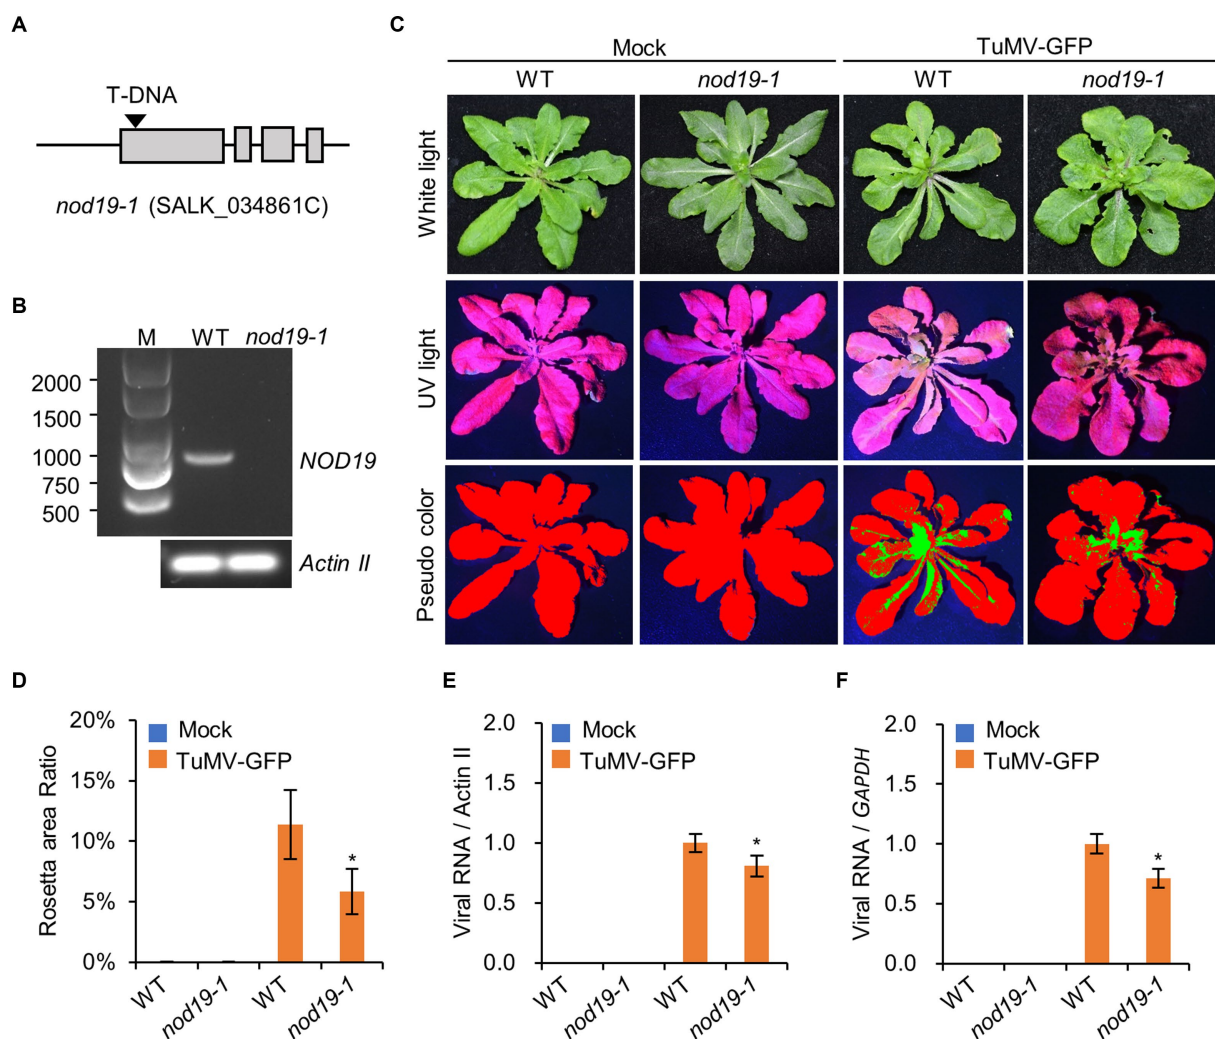 A
T-DNA
nod19-1 (SALK_034861C)
B
M WT nod19-1
2000
1500
1000
750
500
NOD19
Actin II
C
Mock TuMV-GFP
WT nod19-1 WT nod19-1
White light
UV light
Pseudo color
D
Rosetta area Ratio
20%
15%
10%
5%
0%
Mock
TuMV-GFP
*
WT nod19-1 WT nod19-1
E
Viral RNA / Actin II
2.0
1.5
1.0
0.5
0.0
Mock
TuMV-GFP
*
WT nod19-1 WT nod19-1
F
Viral RNA / GAPDH
2.0
1.5
1.0
0.5
0.0
Mock
TuMV-GFP
*
WT nod19-1 WT nod19-1